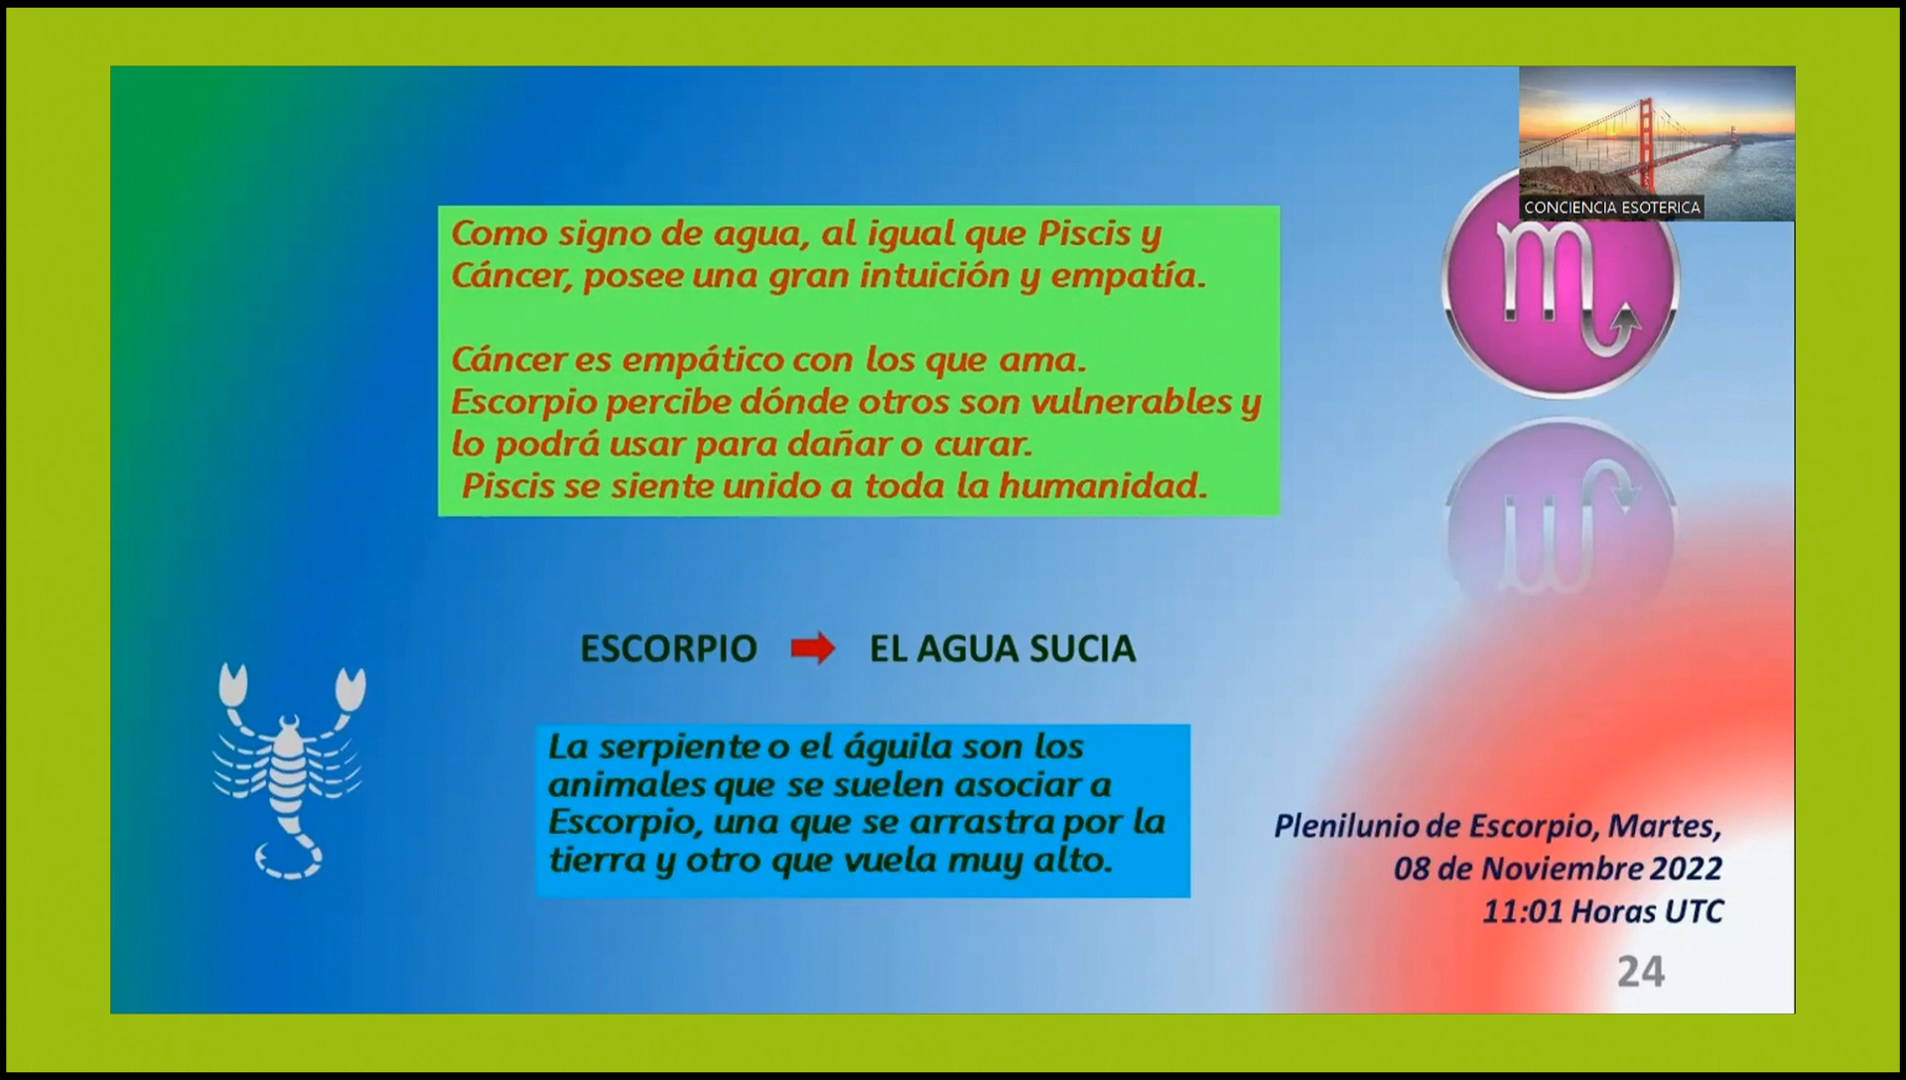 CONCIENCIA ESOTERICA
Como signo de agua, al igual que Piscis y
Cáncer, posee una gran intuición y empatía.
Cáncer es empático con los que ama.
Escorpio percibe dónde otros son vulnerables y
lo podrá usar para dañar o curar.
Piscis se siente unido a toda la humanidad.
ESCORPIO EL AGUA SUCIA
La serpiente o el águila son los
animales que se suelen asociar a
Escorpio, una que se arrastra por la
tierra y otro que vuela muy alto.
Plenilunio de Escorpio, Martes,
08 de Noviembre 2022
11:01 Horas UTC
24